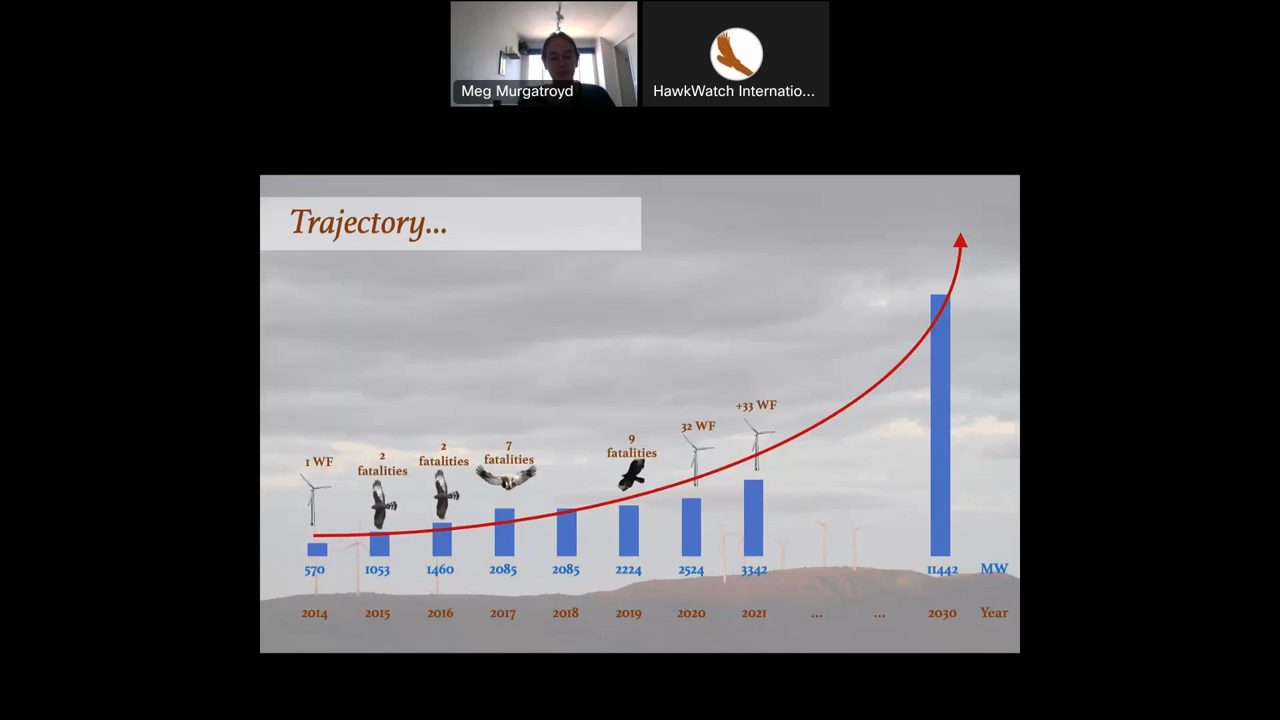 Meg Murgatroyd
HawkWatch Internatio...
Trajectory...
+33 WF
32 WF
9
fatalities
7
fatalities
2
fatalities
2
fatalities
1 WF
570 1053 1460 2085 2085 2224 2524 3342 11442 MW
2014 2015 2016 2017 2018 2019 2020 2021 ... ... 2030 Year